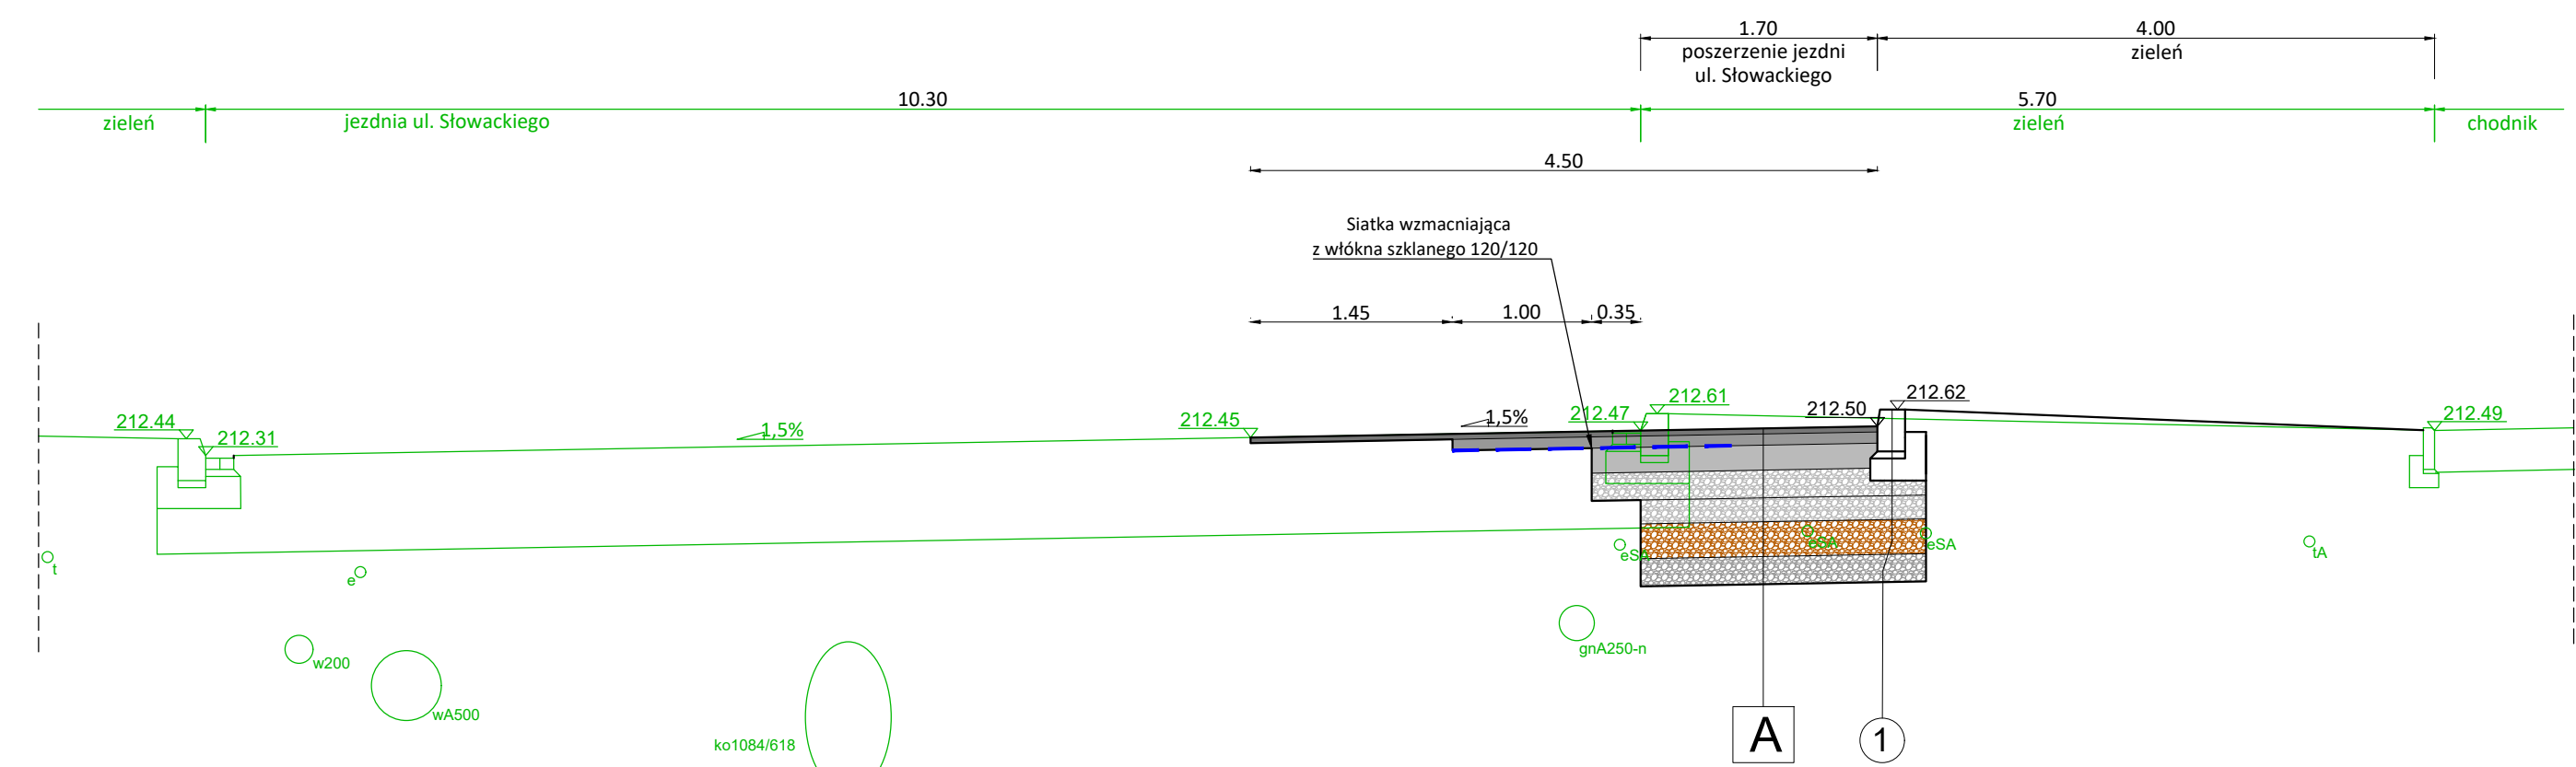 1.70
4.00
poszerzenie jezdni
ul. Słowackiego
zieleń
10.30
5.70
zieleń
jezdnia ul. Słowackiego
zieleń
chodnik
4.50
Siatka wzmacniająca
z włókna szklanego 120/120
1.45
1.00
0.35
212.44
212.31
1,5%
212.45
1,5%
212.47
212.61
212.50
212.62
212.49
t
e
eSA
eSA
eSA
tA
w200
wA500
ko1084/618
gnA250-n
A
1